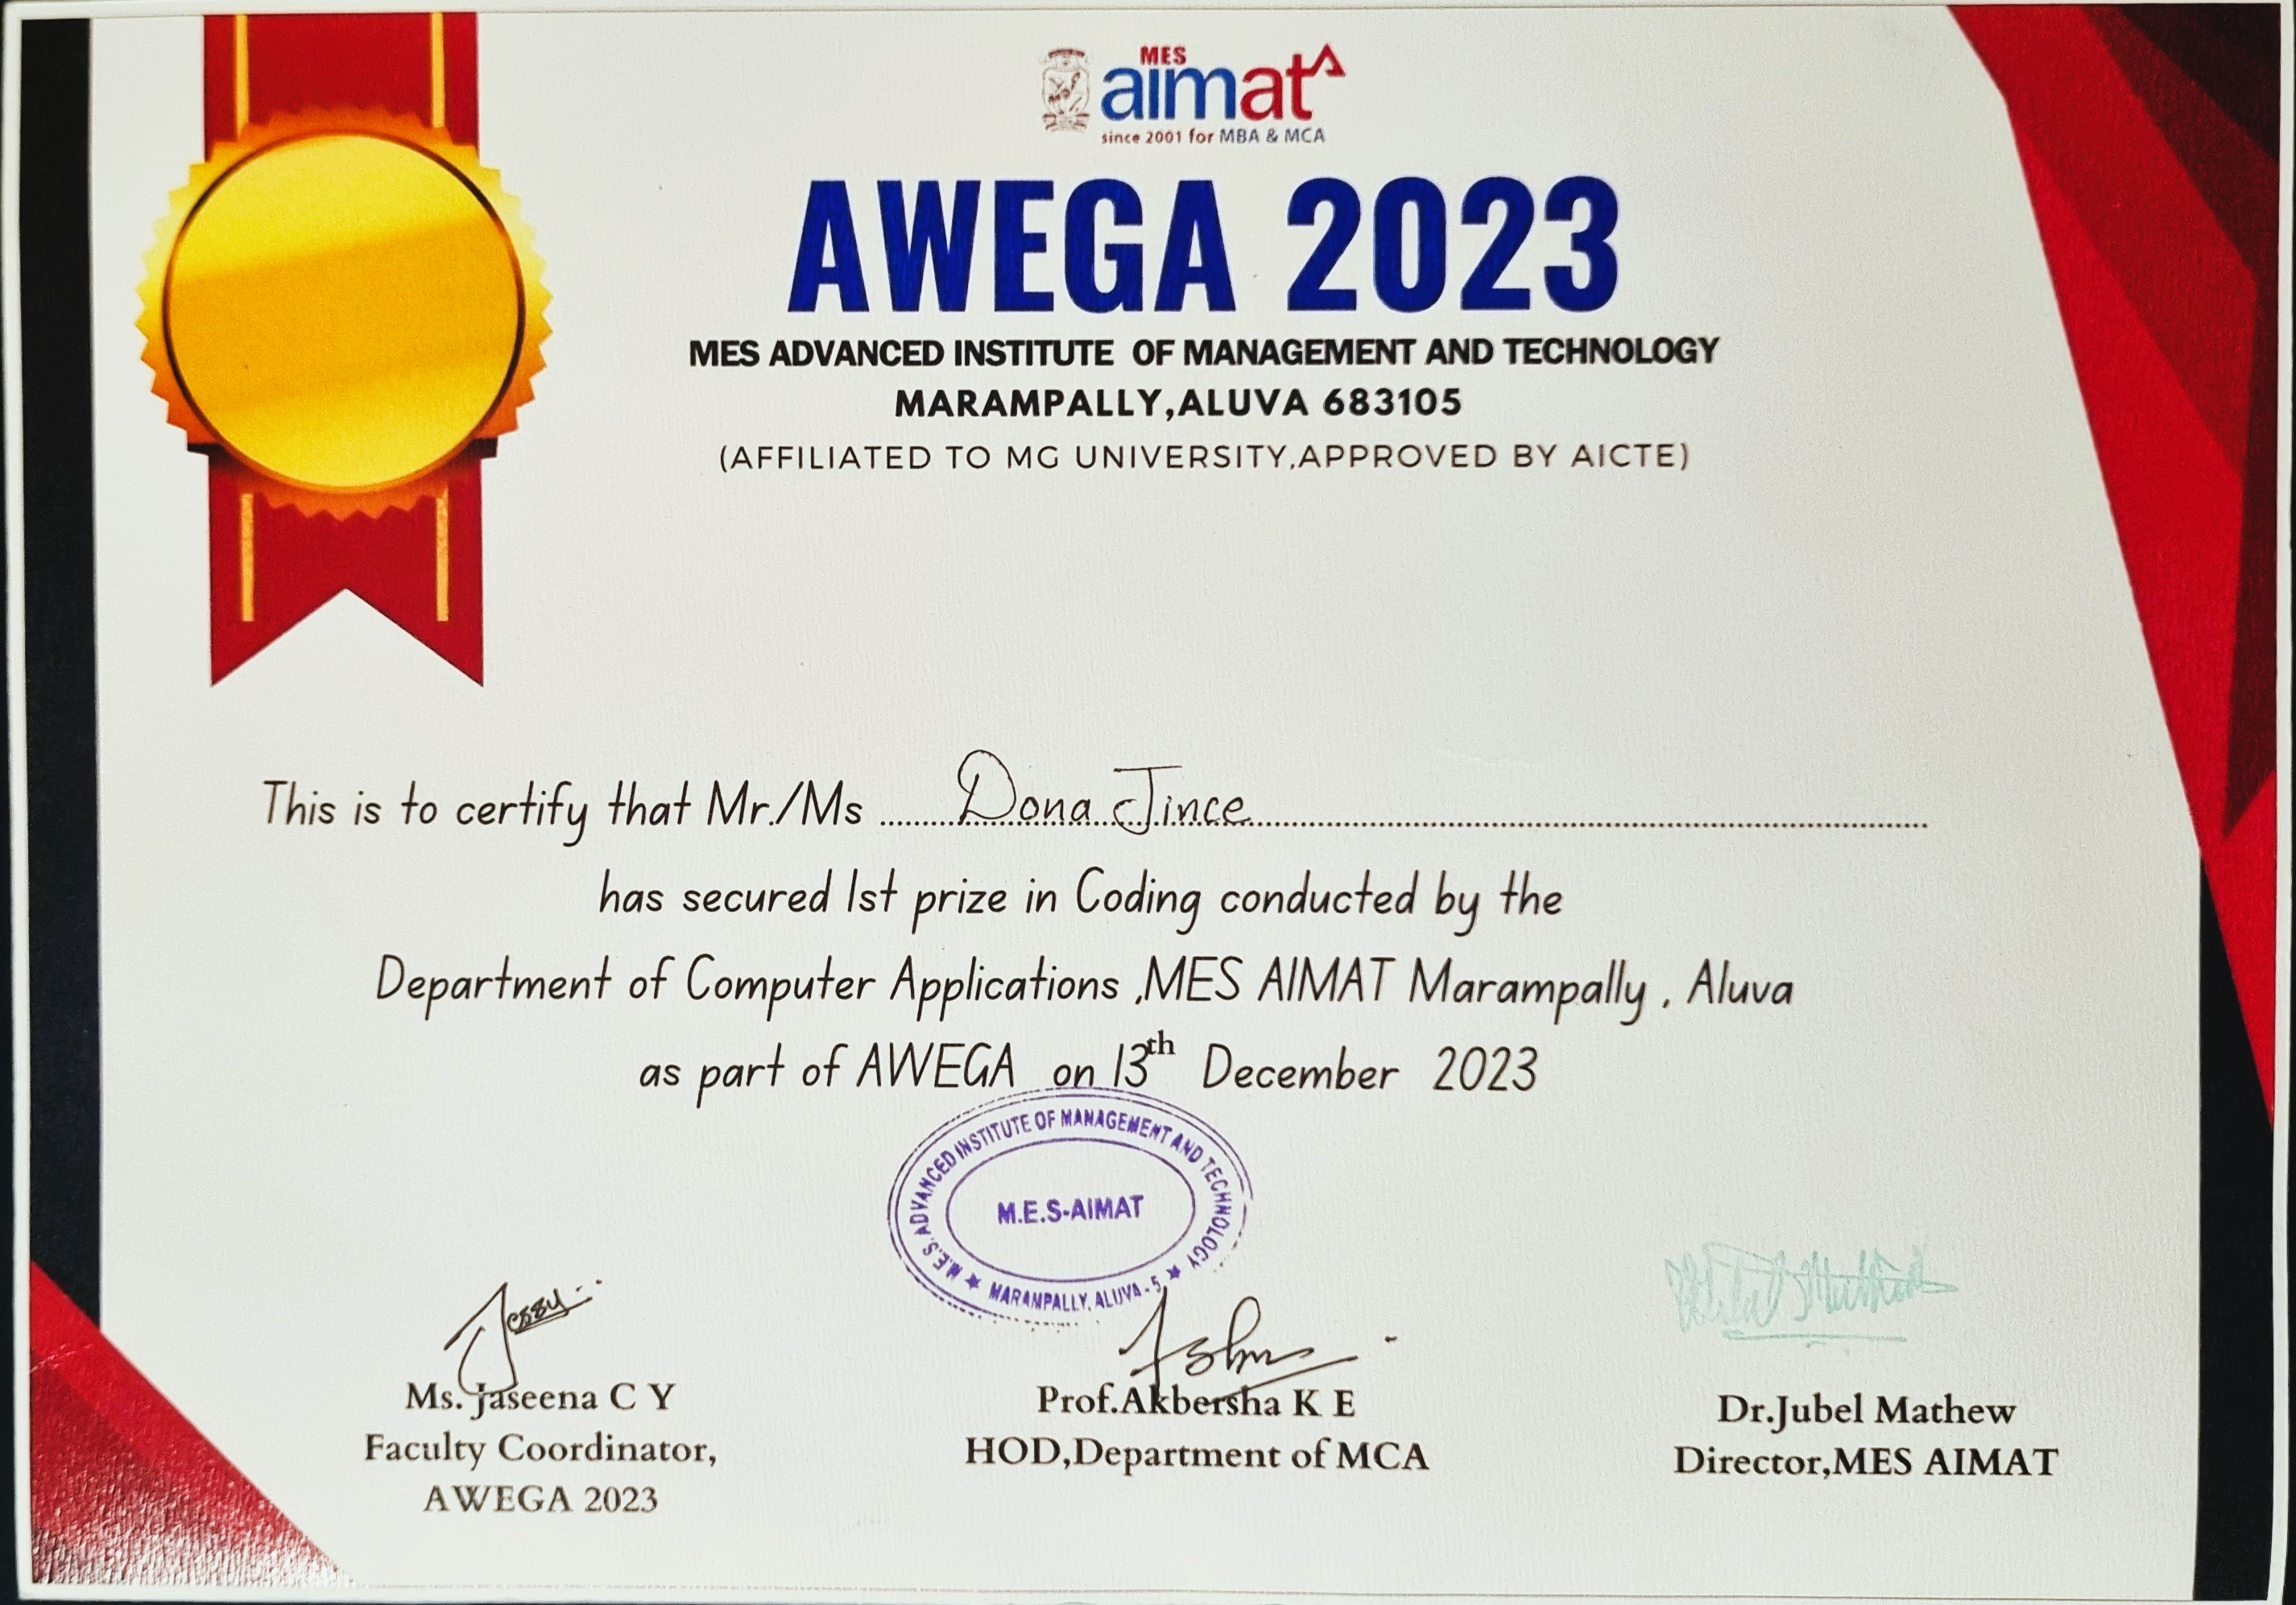 MES
aimat
since 2001 for MBA & MCA
AWEGA 2023
MES ADVANCED INSTITUTE OF MANAGEMENT AND TECHNOLOGY
MARAMPALLY,ALUVA 683105
(AFFILIATED TO MG UNIVERSITY,APPROVED BY AICTE)
This is to certify that Mr./Ms ........Dona Jince........
has secured 1st prize in Coding conducted by the
Department of Computer Applications ,MES AIMAT Marampally , Aluva
as part of AWEGA on 13th December 2023
M.E.S. ADVANCED INSTITUTE OF MANAGEMENT AND TECHNOLOGY
M.E.S-AIMAT
★ MARAMPALLY, ALUVA - 5. ★
Ms. Jaseena C Y
Faculty Coordinator,
AWEGA 2023
Prof.Akbersha K E
HOD,Department of MCA
Dr.Jubel Mathew
Director,MES AIMAT